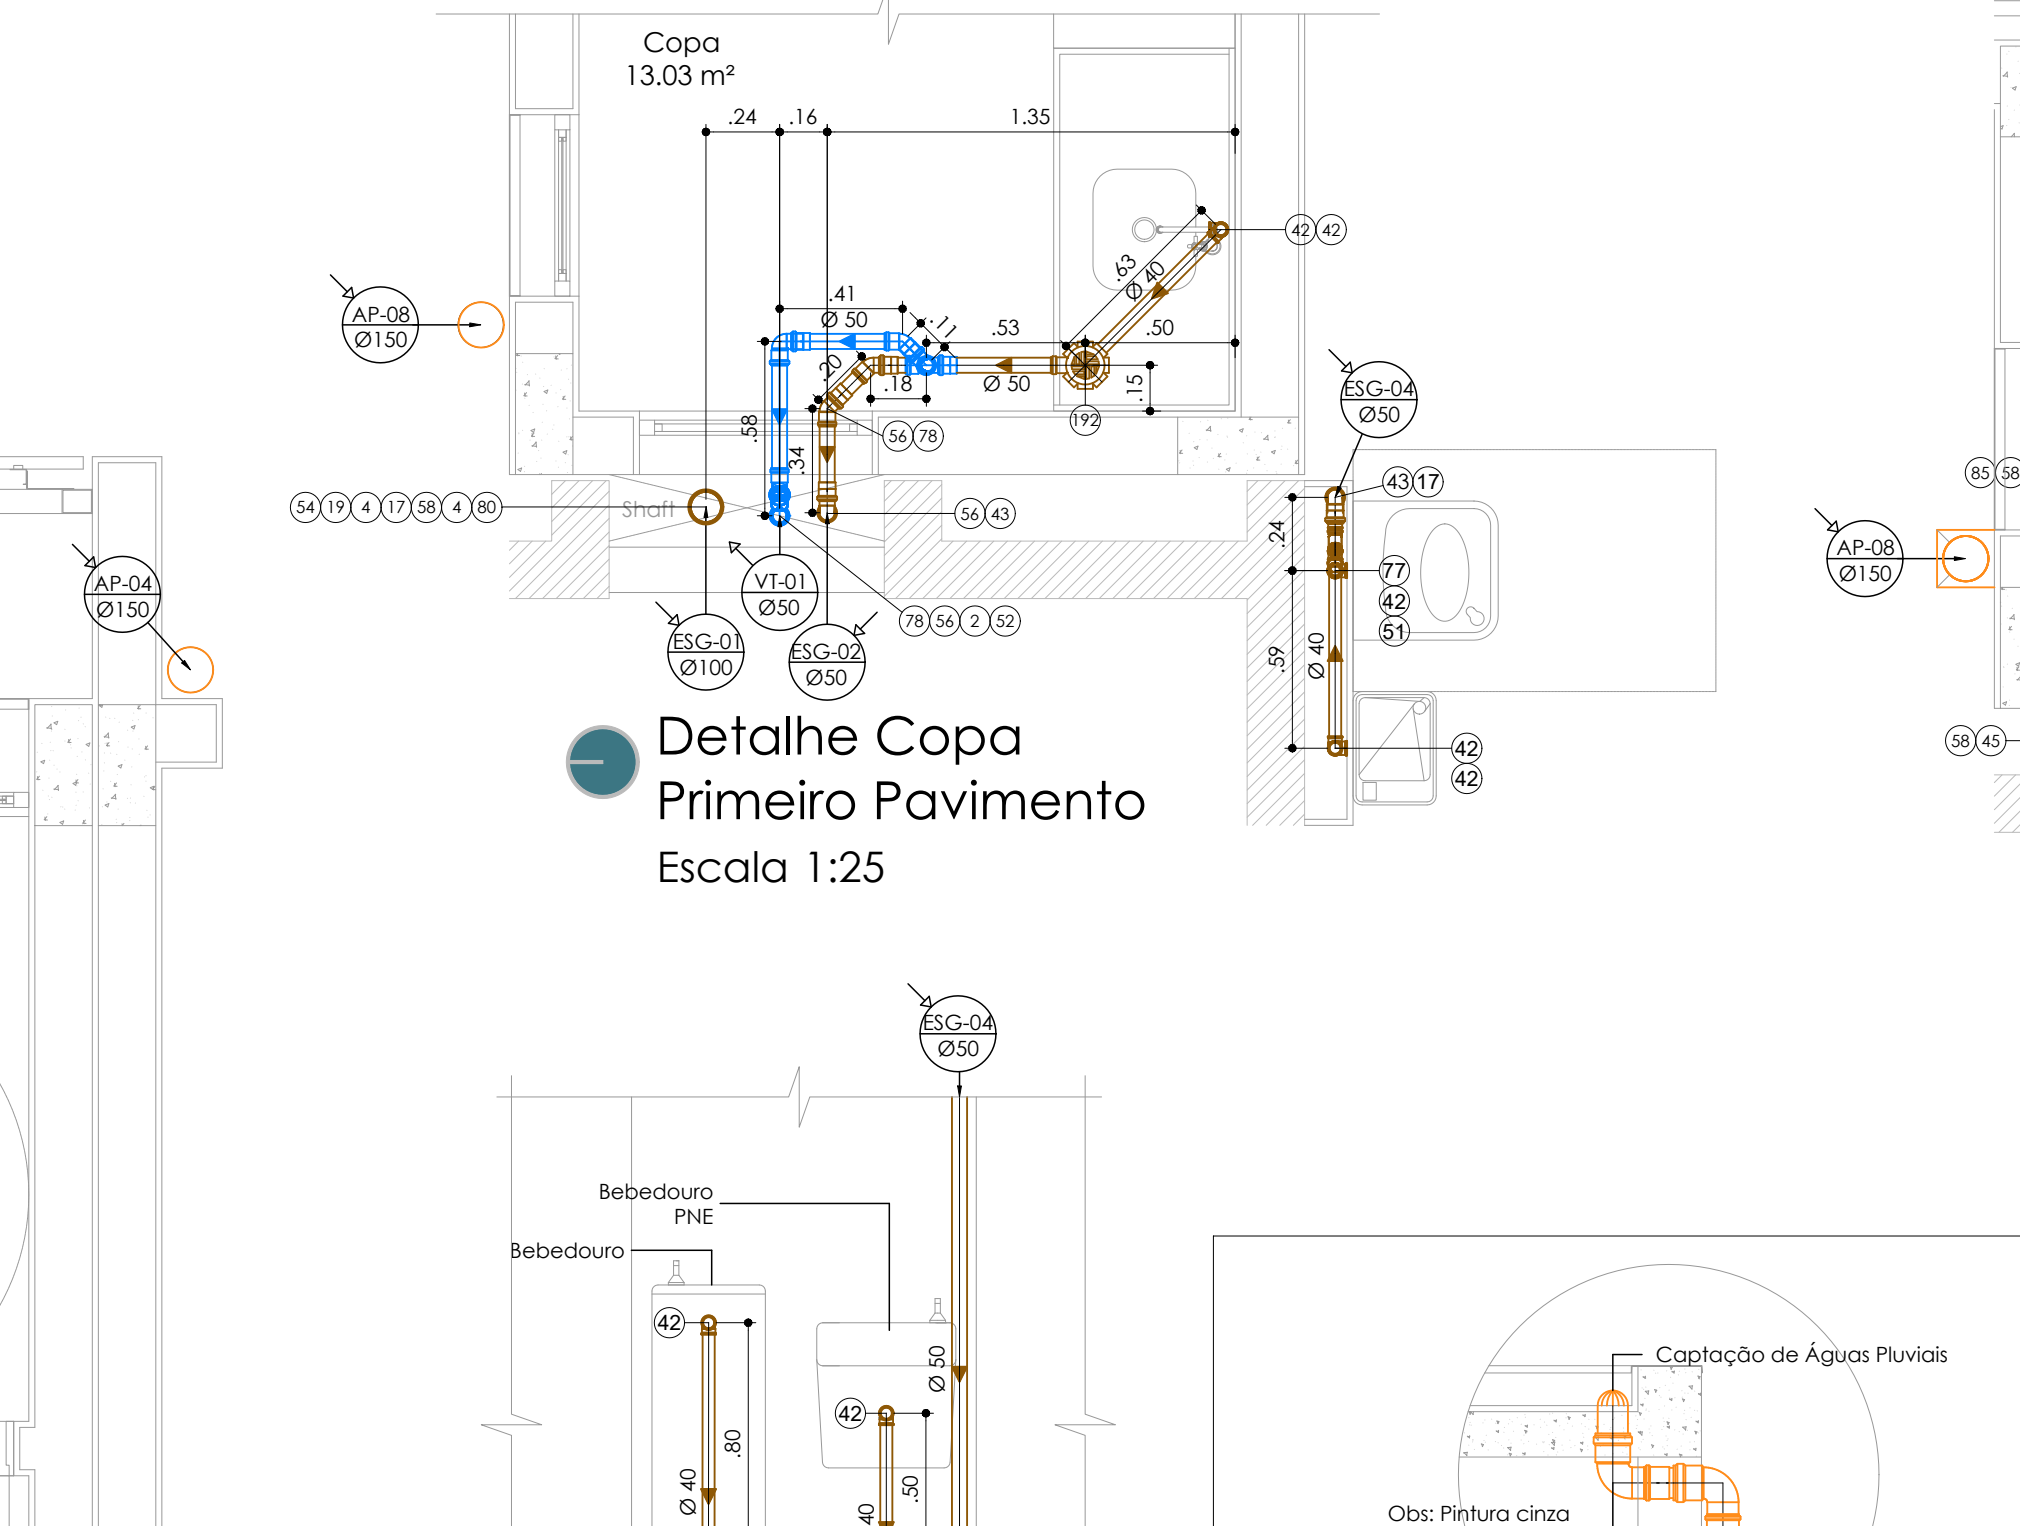 Copa
13.03 m²
.24
.16
1.35
42
42
.63
Ø 40
AP-08
Ø150
.41
Ø 50
.11
.53
.50
.20
.18
Ø 50
.15
192
ESG-04
Ø50
.58
.34
56
78
43
17
85
58
54
19
4
17
58
4
80
Shaft
56
43
.24
AP-08
Ø150
AP-04
Ø150
VT-01
Ø50
77
42
51
78
56
2
52
ESG-01
Ø100
ESG-02
Ø50
.59
Ø 40
42
42
58
45
Detalhe Copa
Primeiro Pavimento
Escala 1:25
ESG-04
Ø50
Bebedouro
PNE
Bebedouro
42
Ø 50
Captação de Águas Pluviais
42
.80
Ø 40
.50
40
Obs: Pintura cinza